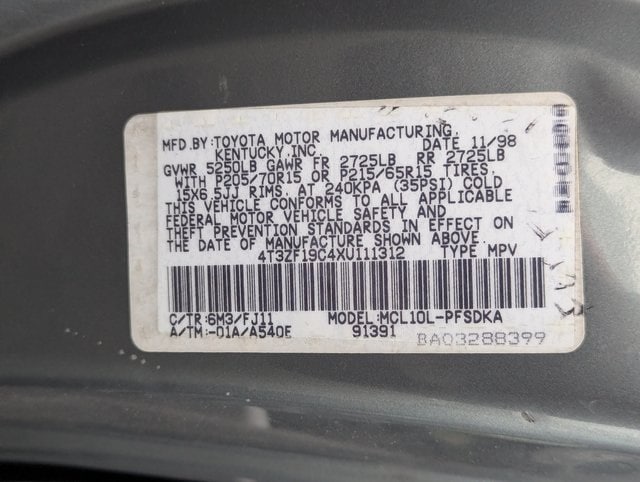 MFD.BY:TOYOTA MOTOR MANUFACTURING,
KENTUCKY,INC. DATE 11/98
GVWR 5250LB GAWR FR 2725LB RR 2725LB
WITH P205/70R15 OR P215/65R15 TIRES,
15X6.5JJ RIMS, AT 240KPA (35PSI) COLD
THIS VEHICLE CONFORMS TO ALL APPLICABLE
FEDERAL MOTOR VEHICLE SAFETY AND
THEFT PREVENTION STANDARDS IN EFFECT ON
THE DATE OF MANUFACTURE SHOWN ABOVE.
4T3ZF19C4XU111312 TYPE MPV
C/TR:6M3/FJ11 MODEL:MCL10L-PFSDKA
A/TM:-01A/A540E 91391
BA03288399